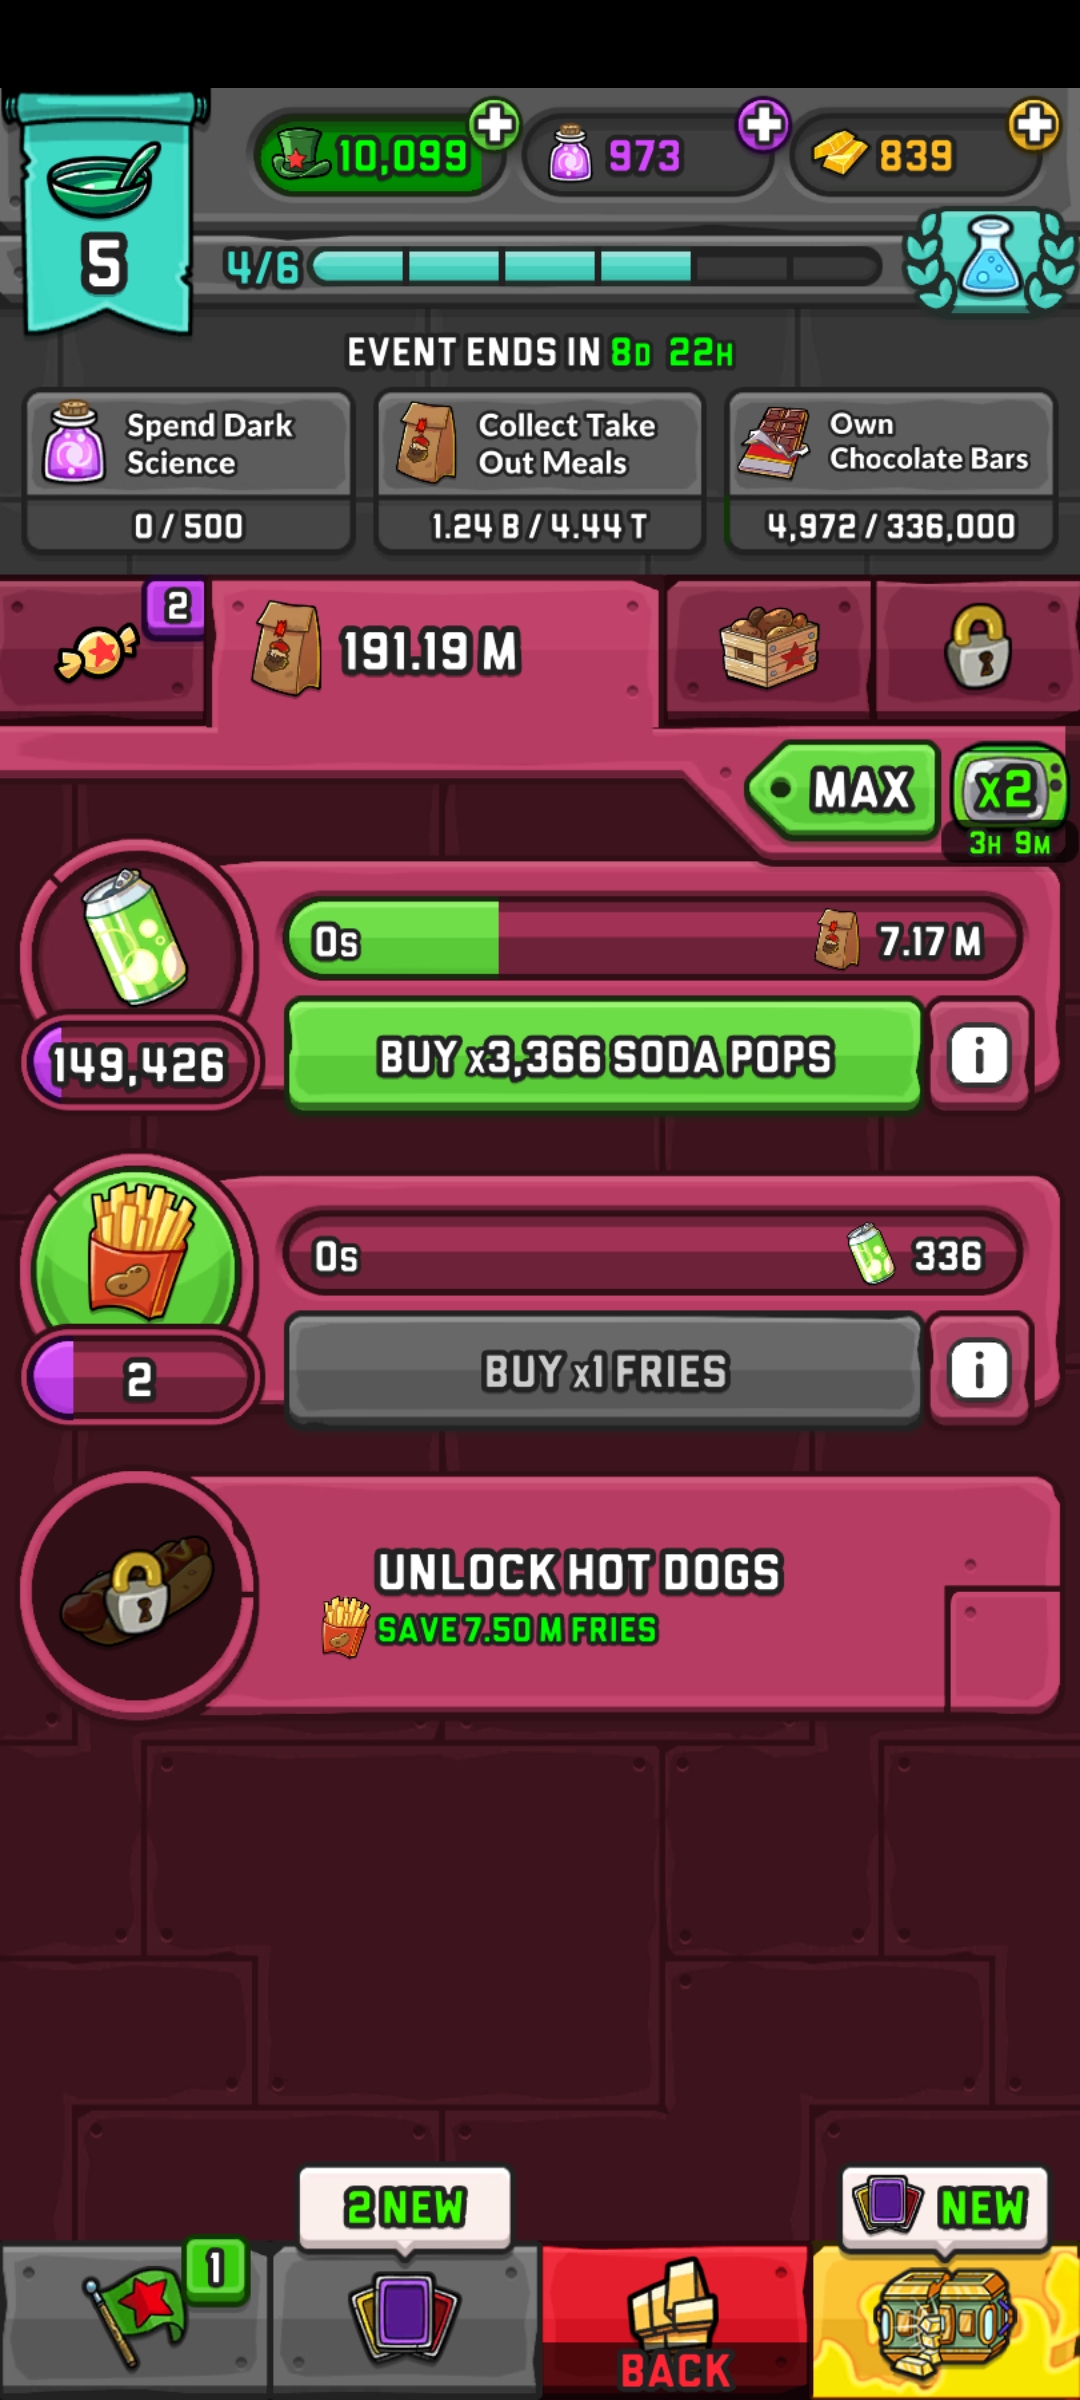 10,099
973
839
5
4/6
EVENT ENDS IN 8D 22H
Spend Dark
Science
0 / 500
Collect Take
Out Meals
1.24 B / 4.44 T
Own
Chocolate Bars
4,972 / 336,000
2
191.19 M
MAX
x2
3H 9M
0s
7.17 M
149,426
BUY x3,366 SODA POPS
i
0s
336
2
BUY x1 FRIES
i
UNLOCK HOT DOGS
SAVE 7.50 M FRIES
2 NEW
NEW
1
BACK